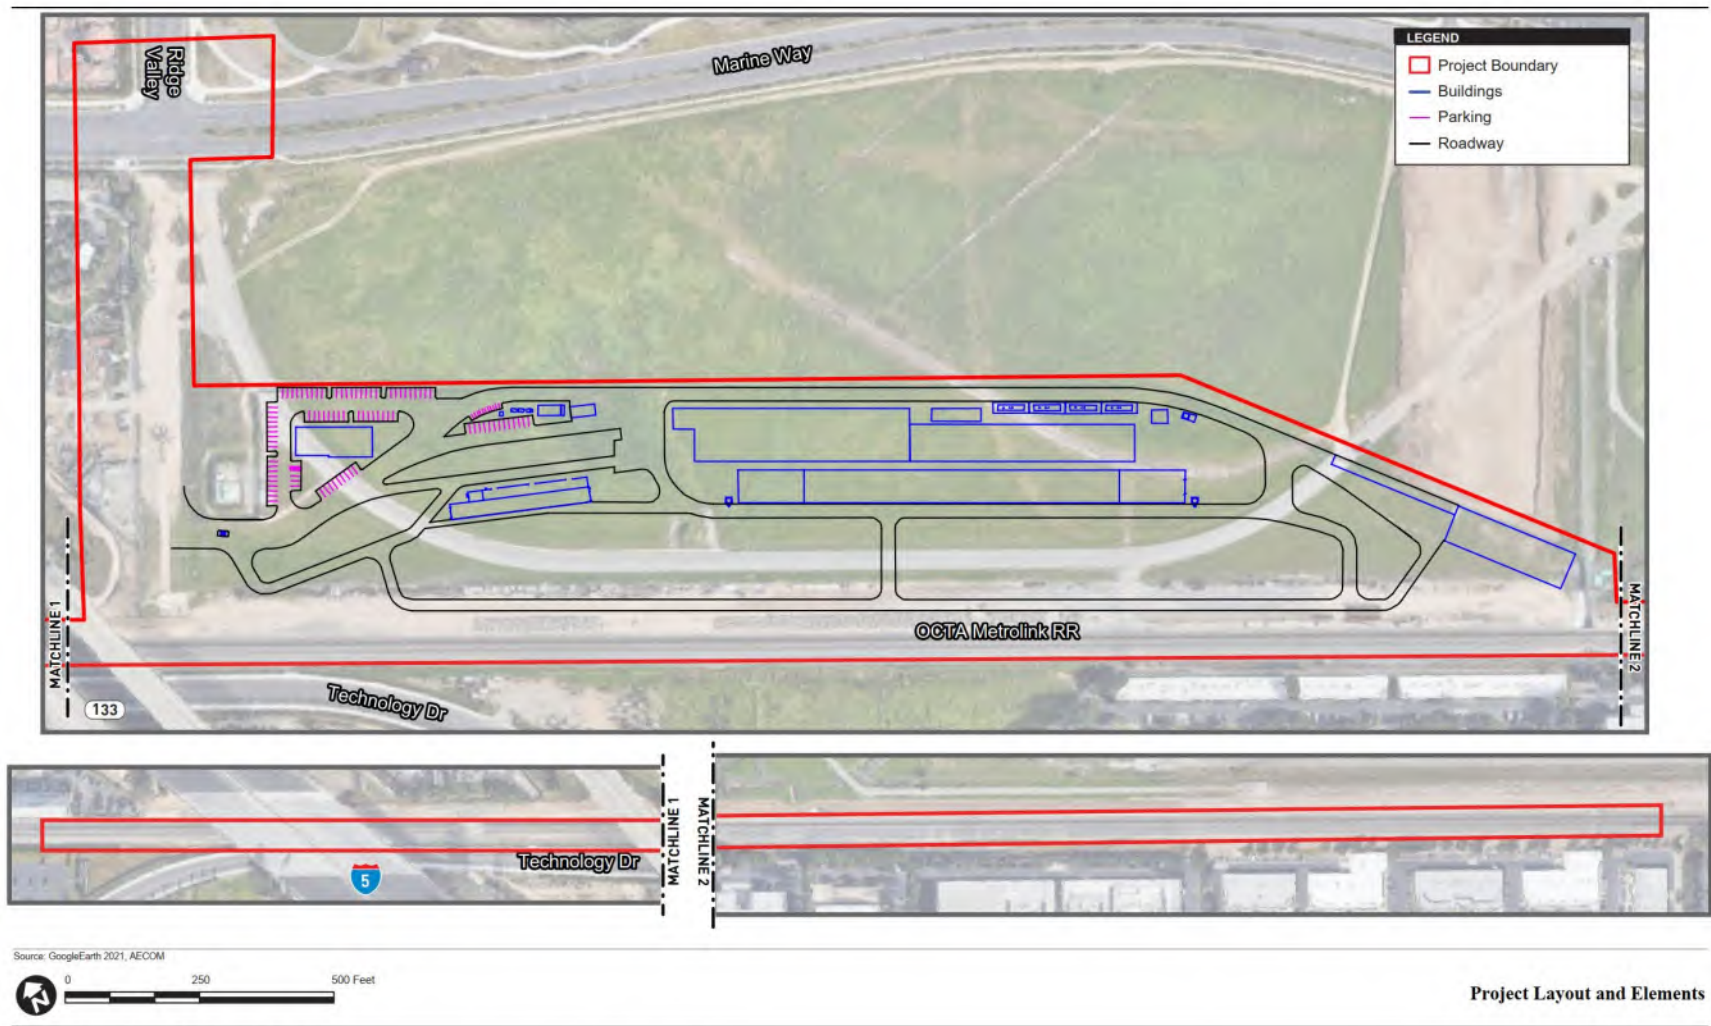 Ridge
Valley
Marine Way
LEGEND
Project Boundary
Buildings
Parking
Roadway
MATCHLINE 1
OCTA Metrolink RR
MATCHLINE 2
133
Technology Dr
5
Technology Dr
MATCHLINE 1
MATCHLINE 2
Source: GoogleEarth 2021, AECOM
N
0 250 500 Feet
Project Layout and Elements